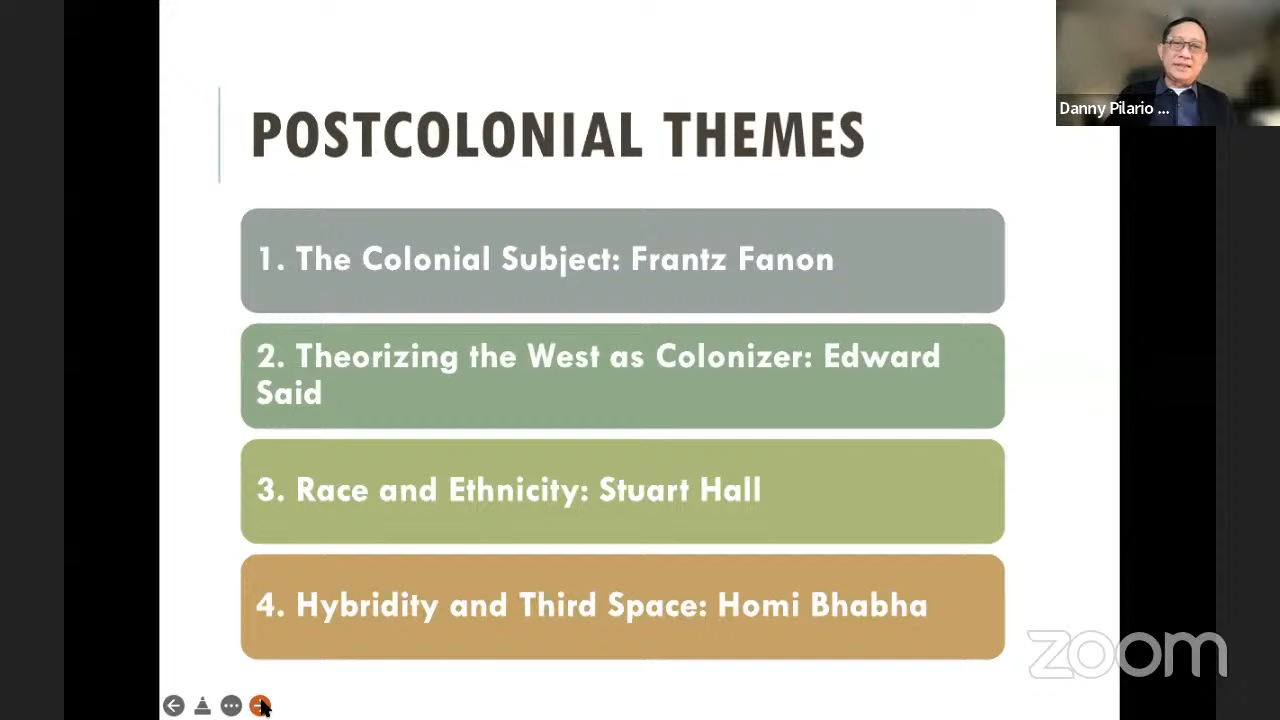 Danny Pilario ...
POSTCOLONIAL THEMES
1. The Colonial Subject: Frantz Fanon
2. Theorizing the West as Colonizer: Edward
Said
3. Race and Ethnicity: Stuart Hall
4. Hybridity and Third Space: Homi Bhabha
zoom